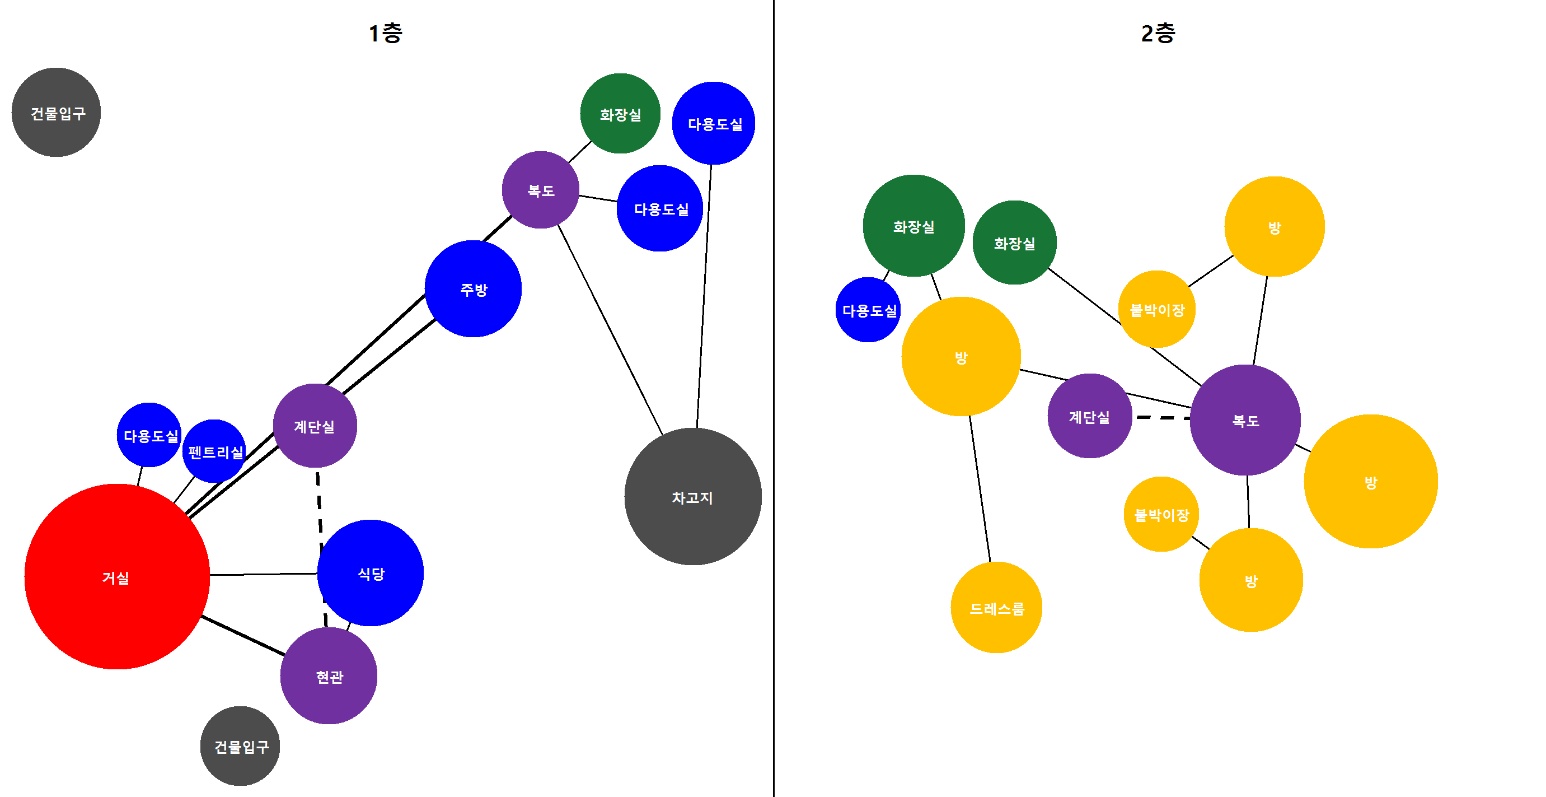 1층
건물입구
화장실
다용도실
복도
다용도실
주방
계단실
다용도실
펜트리실
차고지
거실
식당
현관
건물입구
2층
화장실
화장실
방
다용도실
붙박이장
방
계단실
복도
방
붙박이장
방
드레스룸